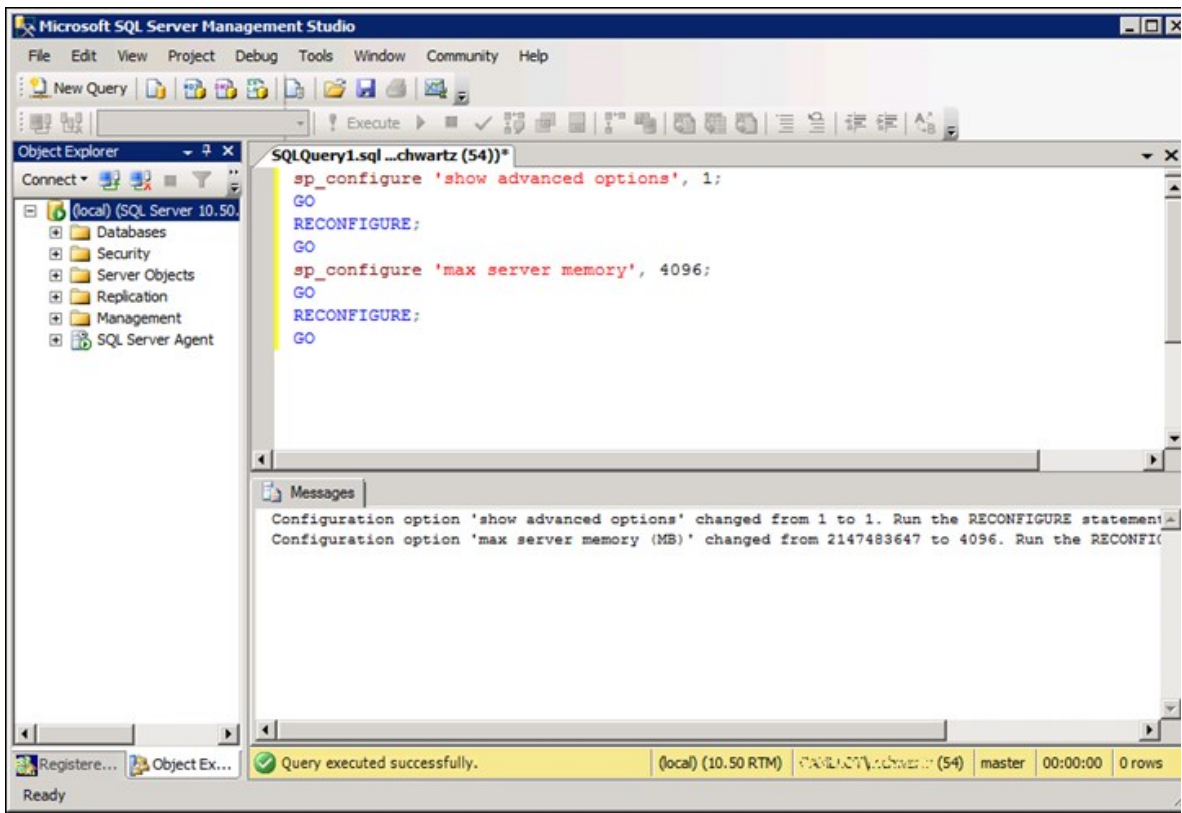 Microsoft SQL Server Management Studio
File Edit View Project Debug Tools Window Community Help
New Query
Execute
Object Explorer
SQLQuery1.sql ...chwartz (54))*
Connect
(local) (SQL Server 10.50.
Databases
Security
Server Objects
Replication
Management
SQL Server Agent
sp_configure 'show advanced options', 1;
GO
RECONFIGURE;
GO
sp_configure 'max server memory', 4096;
GO
RECONFIGURE;
GO
Messages
Configuration option 'show advanced options' changed from 1 to 1. Run the RECONFIGURE statement
Configuration option 'max server memory (MB)' changed from 2147483647 to 4096. Run the RECONFIG
Registere... Object Ex...
Query executed successfully. (local) (10.50 RTM) (54) master 00:00:00 0 rows
Ready